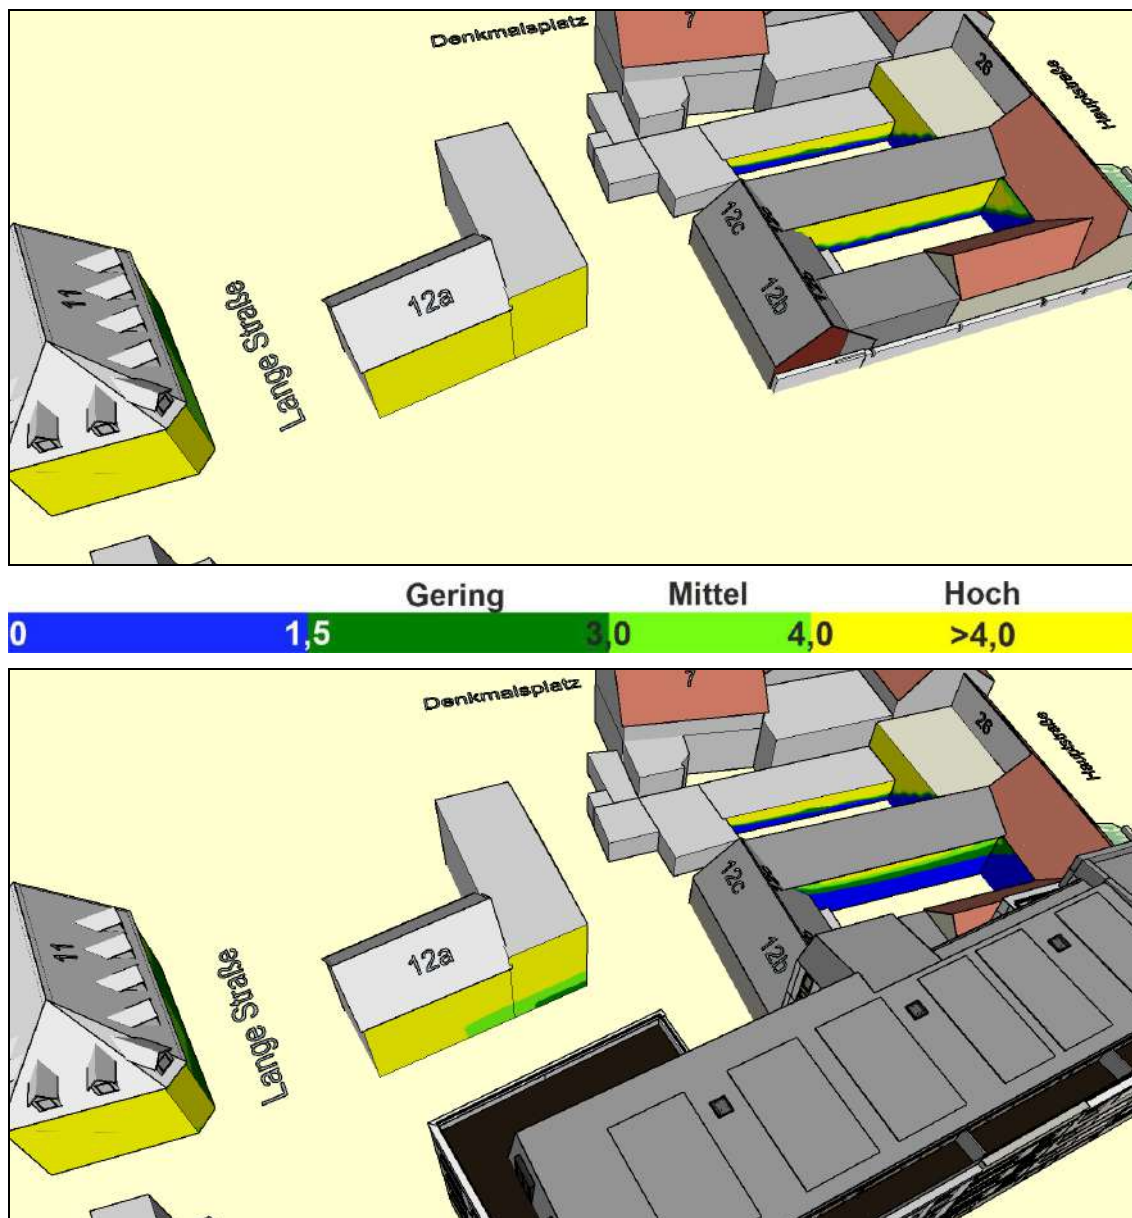 Denkmalsplatz
7
26
Hauptstraße
12c
11
Lange Straße
12a
12b
Gering Mittel Hoch
0 1,5 3,0 4,0 >4,0
Denkmalsplatz
7
26
Hauptstraße
12c
11
Lange Straße
12a
12b